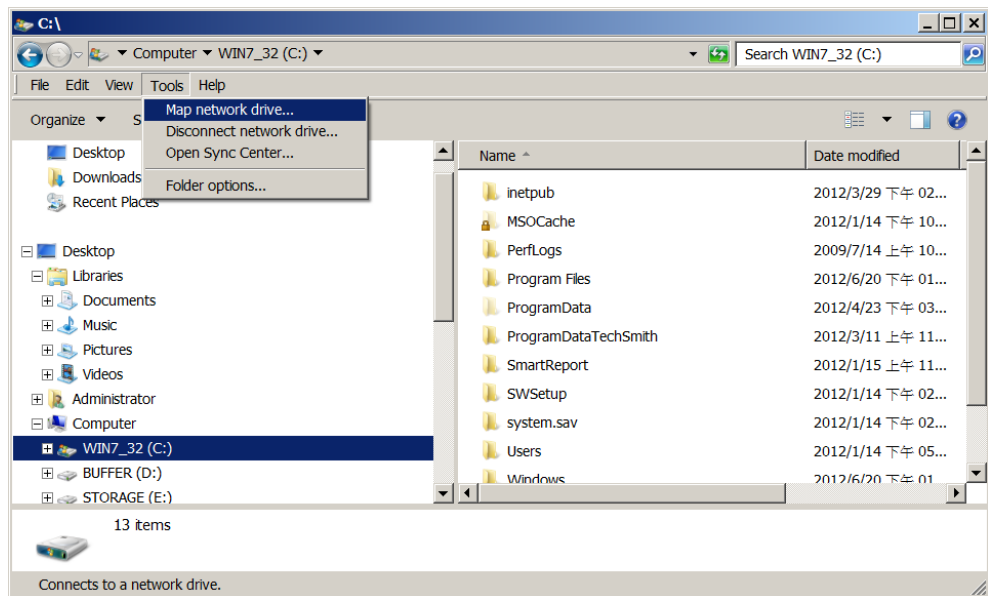 C:\
Computer WIN7_32 (C:)
Search WIN7_32 (C:)
File Edit View Tools Help
Organize S
Map network drive...
Disconnect network drive...
Open Sync Center...
Folder options...
Desktop
Downloads
Recent Places
Desktop
Libraries
Documents
Music
Pictures
Videos
Administrator
Computer
WIN7_32 (C:)
BUFFER (D:)
STORAGE (E:)
Name Date modified
inetpub 2012/3/29 下午 02...
MSOCache 2012/1/14 下午 10...
PerfLogs 2009/7/14 上午 10...
Program Files 2012/6/20 下午 01...
ProgramData 2012/4/23 下午 03...
ProgramDataTechSmith 2012/3/11 上午 11...
SmartReport 2012/1/15 上午 11...
SWSetup 2012/1/14 下午 02...
system.sav 2012/1/14 下午 02...
Users 2012/1/14 下午 05...
Windows 2012/6/20 下午 01
13 items
Connects to a network drive.